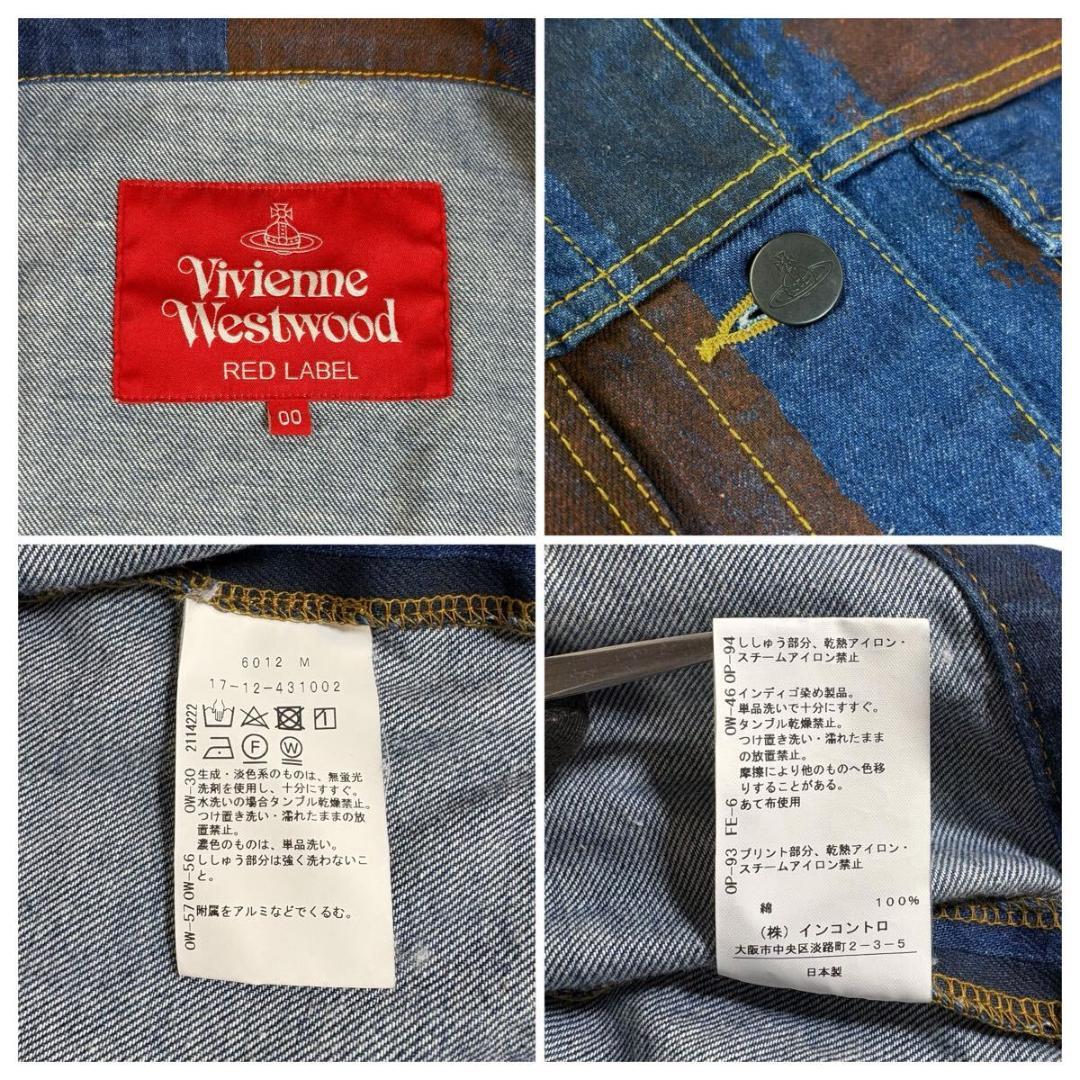 Vivienne
Westwood
RED LABEL
00
6012 M
17-12-431002
2114222
OW-30
生成・淡色系のものは、無蛍光
洗剤を使用し、十分にすすぐ。
水洗いの場合タンブル乾燥禁止。
つけ置き洗い・濡れたままの放
置禁止。
濃色のものは、単品洗い。
OW-56
ししゅう部分は強く洗わないこ
と。
OW-57
附属をアルミなどでくるむ。
OP-94
ししゅう部分、乾熱アイロン・
スチームアイロン禁止
OW-46
インディゴ染め製品。
単品洗いで十分にすすぐ。
タンブル乾燥禁止。
つけ置き洗い・濡れたまま
の放置禁止。
摩擦により他のものへ色移
りすることがある。
FE-6
あて布使用
OP-93
プリント部分、乾熱アイロン・
スチームアイロン禁止
綿 100%
(株) インコントロ
大阪市中央区淡路町2-3-5
日本製